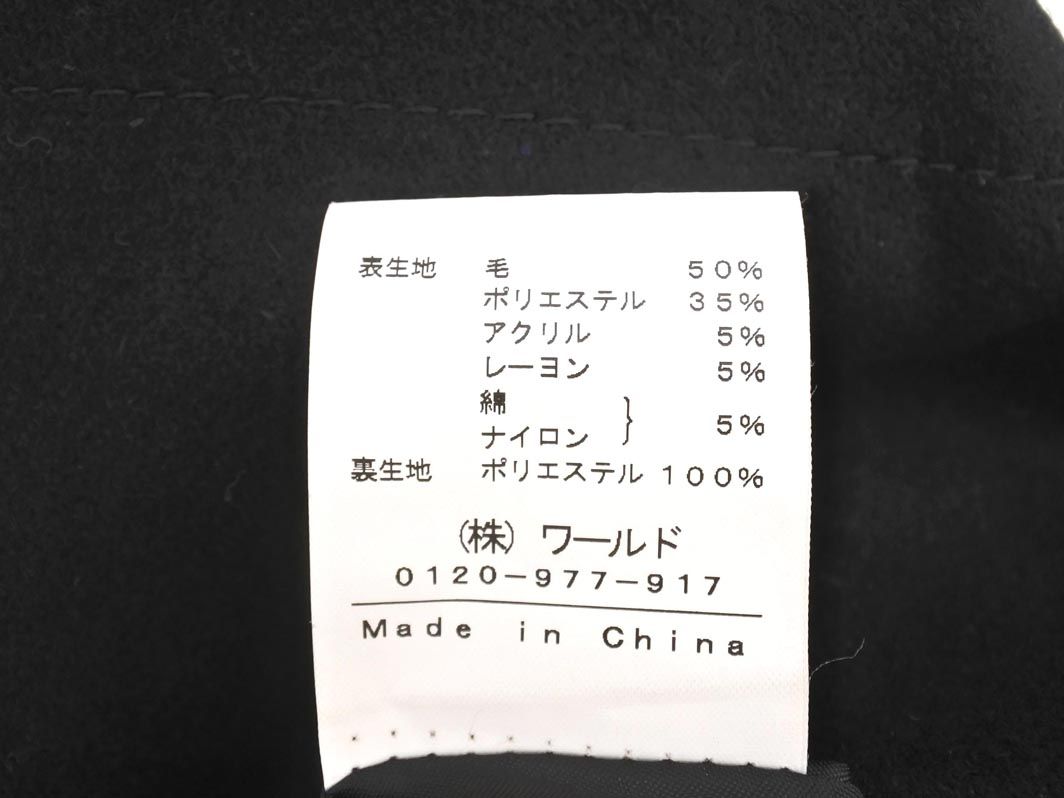 表生地 毛 50%
ポリエステル 35%
アクリル 5%
レーヨン 5%
綿
ナイロン } 5%
裏生地 ポリエステル 100%
(株) ワールド
0120-977-917
Made in China